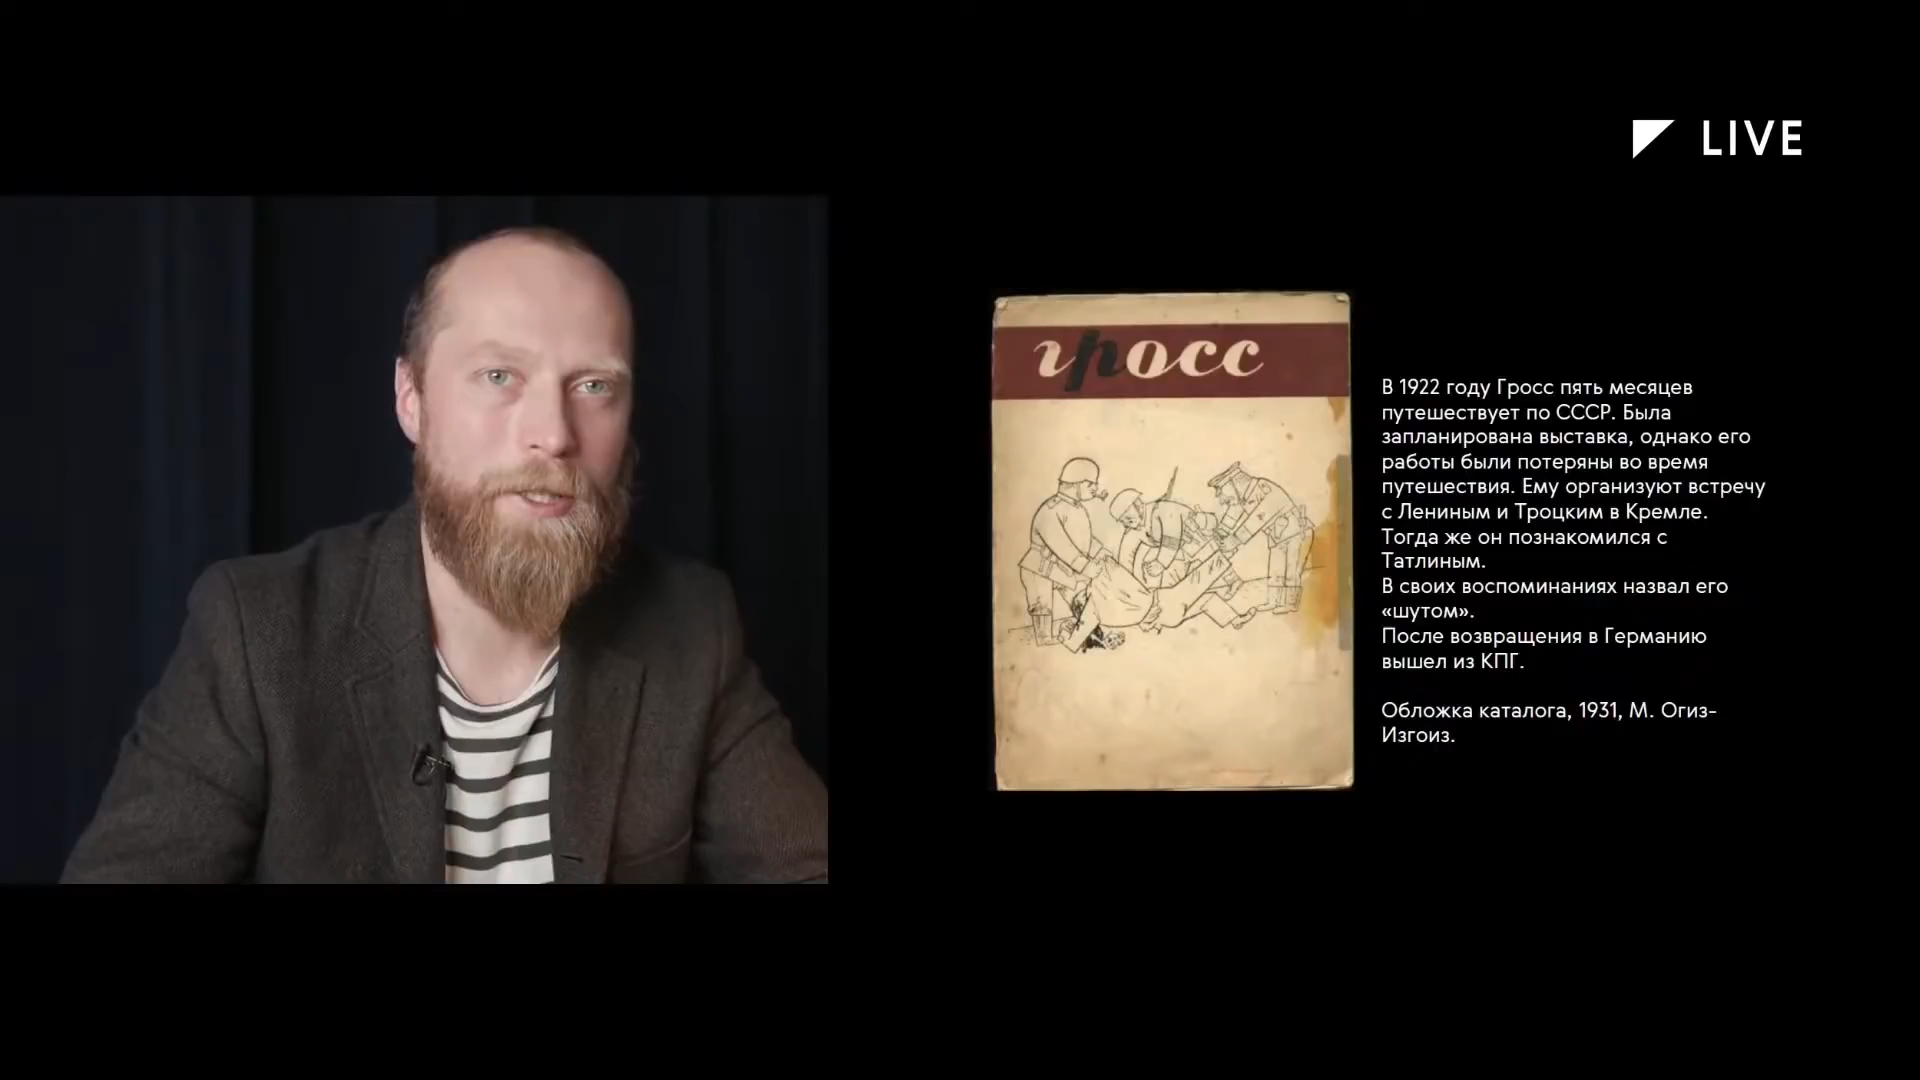 LIVE
гросс
В 1922 году Гросс пять месяцев
путешествует по СССР. Была
запланирована выставка, однако его
работы были потеряны во время
путешествия. Ему организуют встречу
с Лениным и Троцким в Кремле.
Тогда же он познакомился с
Татлиным.
В своих воспоминаниях назвал его
«шутом».
После возвращения в Германию
вышел из КПГ.
Обложка каталога, 1931, М. Огиз-
Изгоиз.